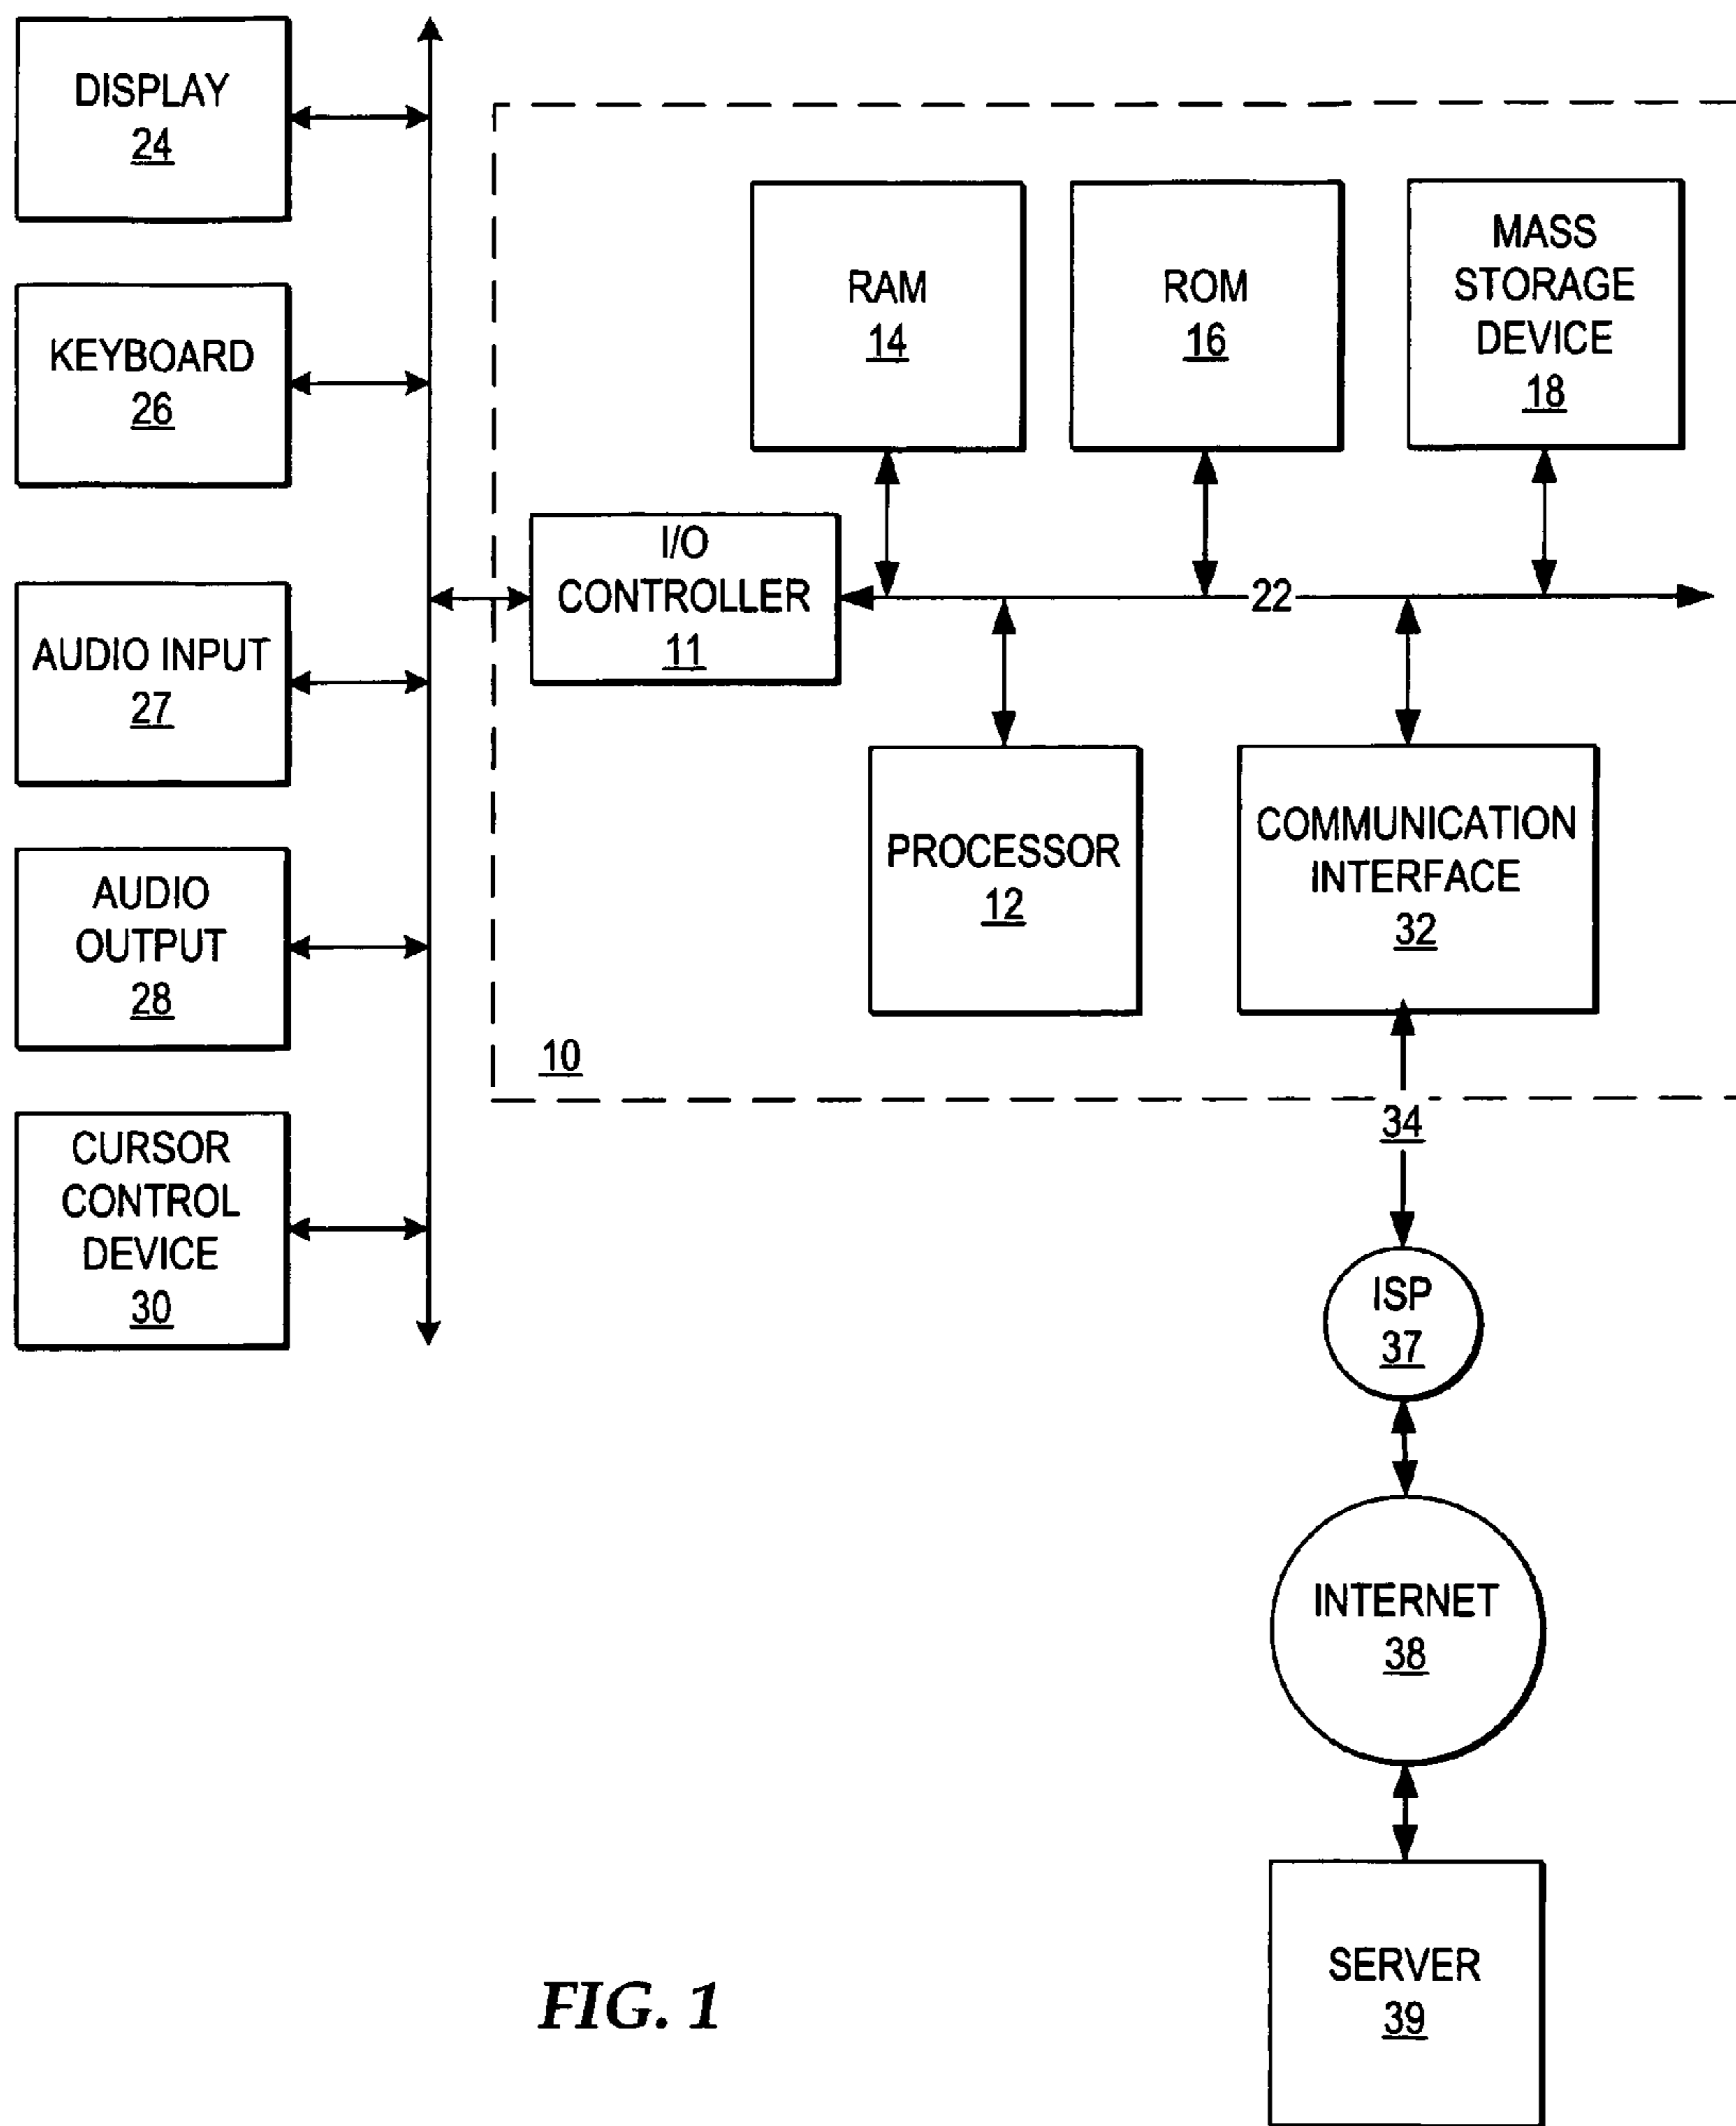 DISPLAY
24
KEYBOARD
26
AUDIO INPUT
27
AUDIO
OUTPUT
28
CURSOR
CONTROL
DEVICE
30
RAM
14
ROM
16
MASS
STORAGE
DEVICE
18
I/O
CONTROLLER
11
22
PROCESSOR
12
COMMUNICATION
INTERFACE
32
10
34
ISP
37
INTERNET
38
SERVER
39
FIG. 1